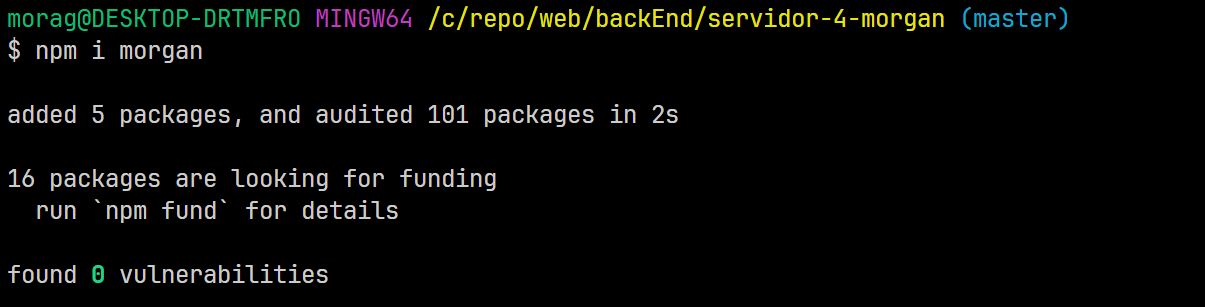 morag@DESKTOP-DRTMFRO MINGW64 /c/repo/web/backEnd/servidor-4-morgan (master)
$ npm i morgan
added 5 packages, and audited 101 packages in 2s
16 packages are looking for funding
  run `npm fund` for details
found 0 vulnerabilities